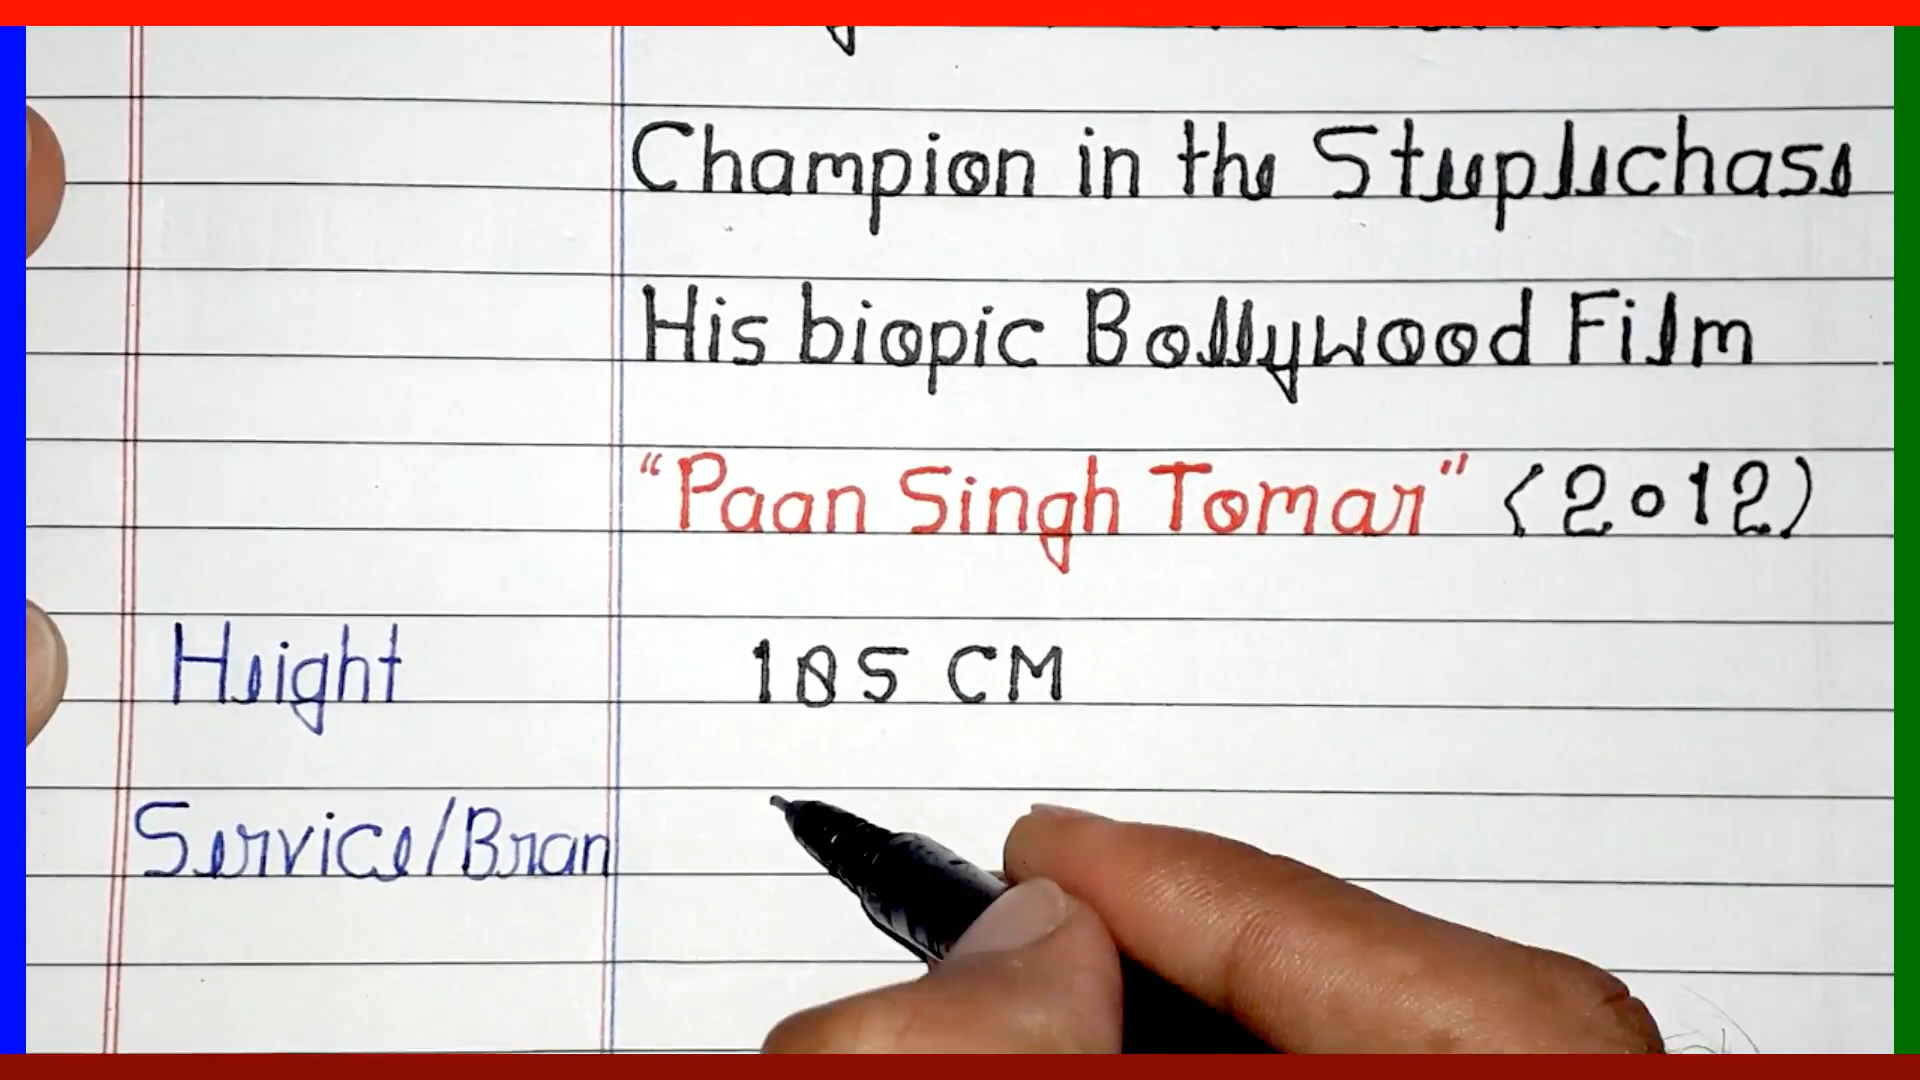 Champion in the Steeplechase
His biopic Bollywood Film
"Paan Singh Tomar" (2012)
Height 185 CM
Service/Bran